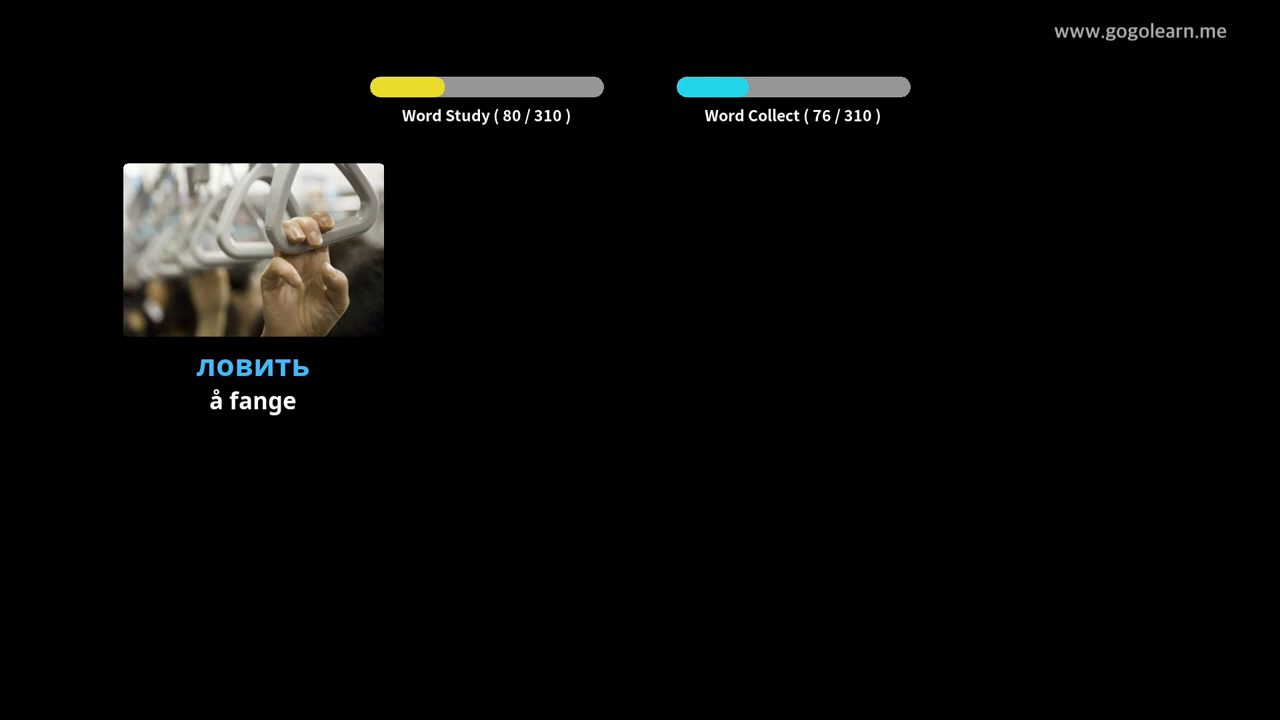 www.gogolearn.me
Word Study ( 80 / 310 )
Word Collect ( 76 / 310 )
ловить
å fange